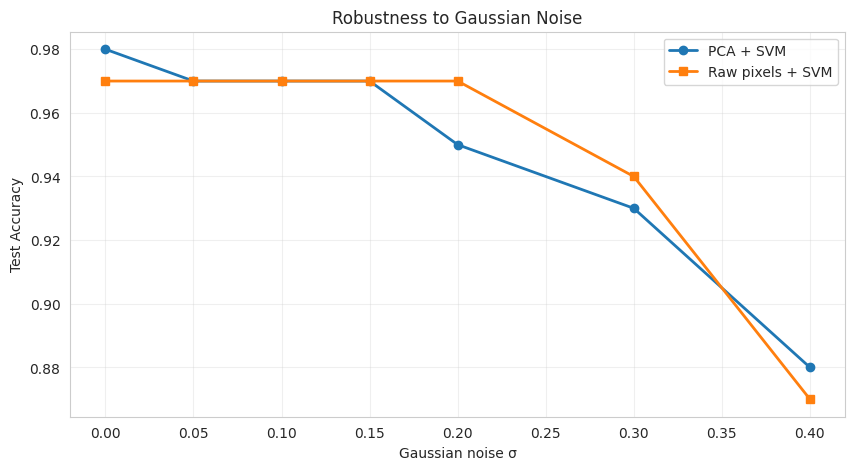 Robustness to Gaussian Noise
PCA + SVM
Raw pixels + SVM
Test Accuracy
0.98
0.96
0.94
0.92
0.90
0.88
0.00 0.05 0.10 0.15 0.20 0.25 0.30 0.35 0.40
Gaussian noise σ